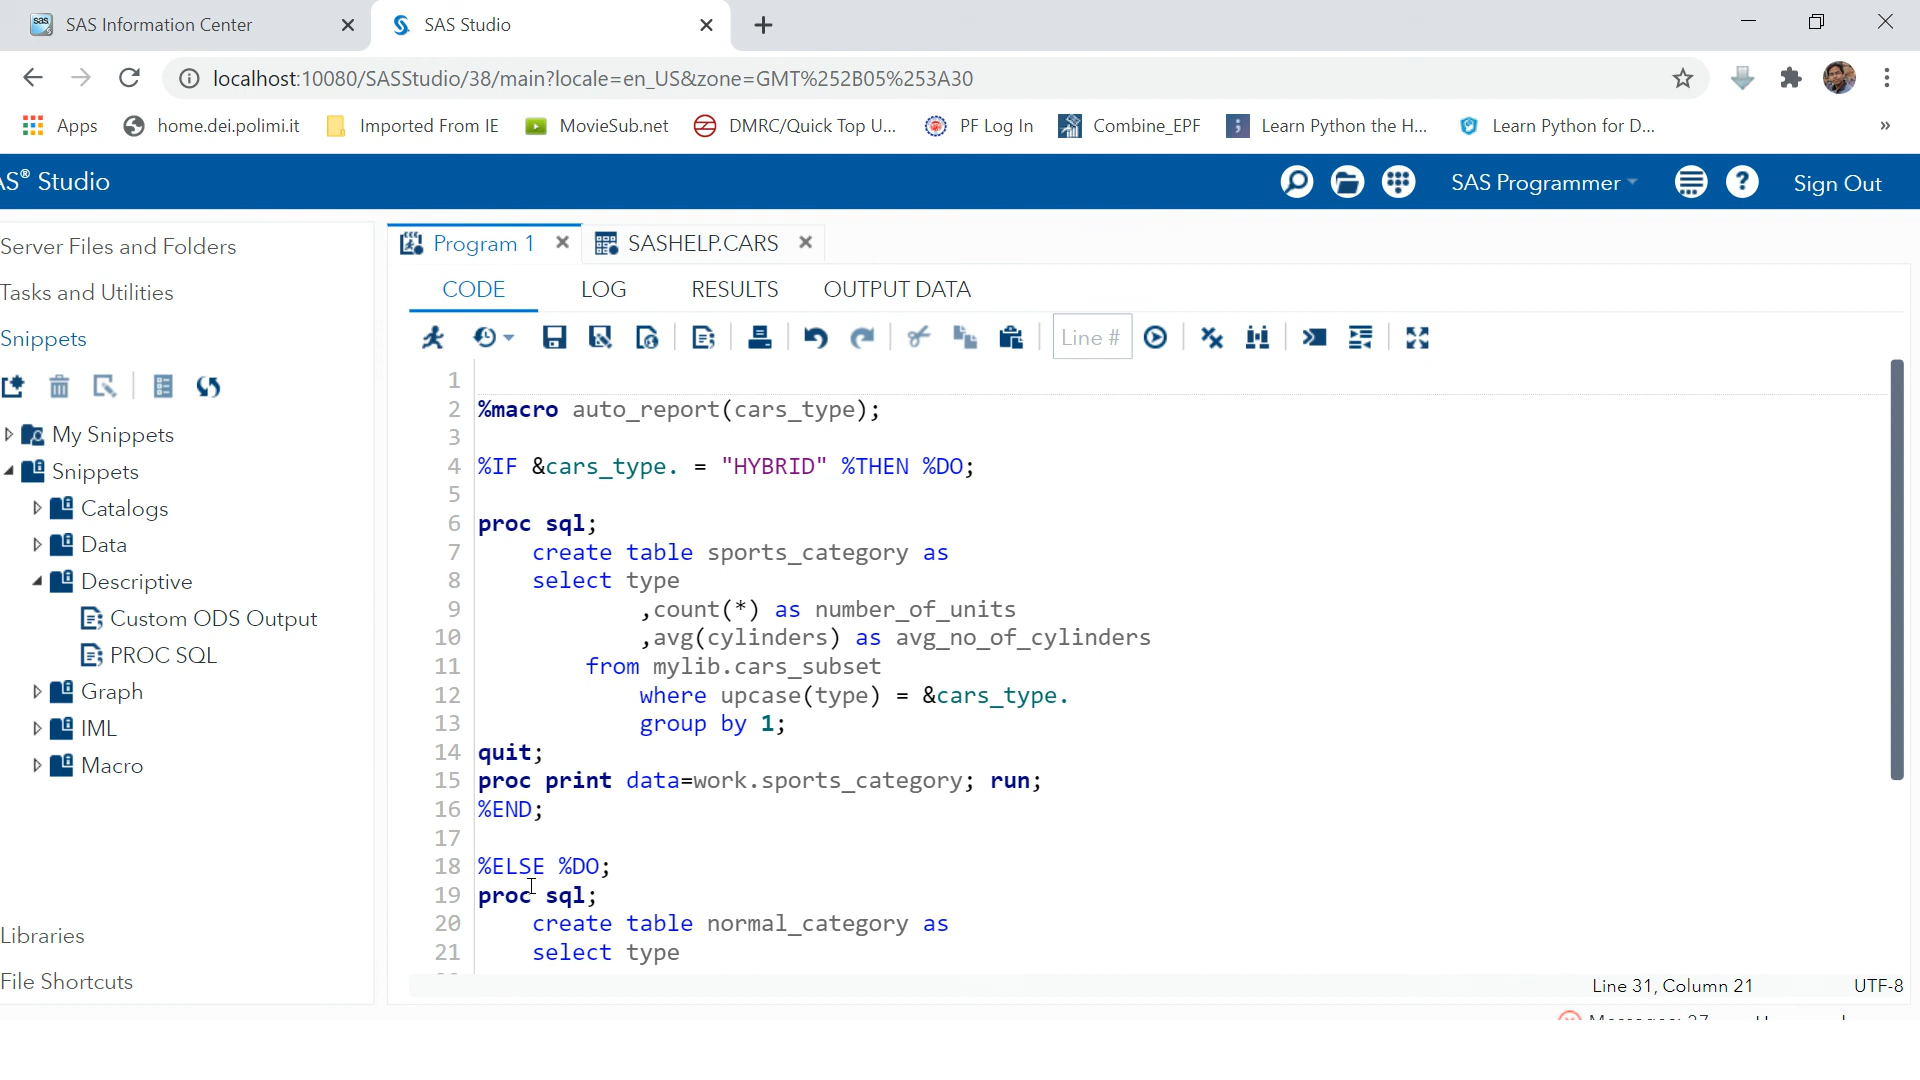 SAS Information Center
SAS Studio
localhost:10080/SASStudio/38/main?locale=en_US&zone=GMT%252B05%253A30
Apps
home.dei.polimi.it
Imported From IE
MovieSub.net
DMRC/Quick Top U...
PF Log In
Combine_EPF
Learn Python the H...
Learn Python for D...
»
AS® Studio
SAS Programmer
Sign Out
Server Files and Folders
Tasks and Utilities
Snippets
My Snippets
Snippets
Catalogs
Data
Descriptive
Custom ODS Output
PROC SQL
Graph
IML
Macro
Libraries
File Shortcuts
Program 1
SASHELP.CARS
CODE
LOG
RESULTS
OUTPUT DATA
Line #
1
2 %macro auto_report(cars_type);
3
4 %IF &cars_type. = "HYBRID" %THEN %DO;
5
6 proc sql;
7 create table sports_category as
8 select type
9 ,count(*) as number_of_units
10 ,avg(cylinders) as avg_no_of_cylinders
11 from mylib.cars_subset
12 where upcase(type) = &cars_type.
13 group by 1;
14 quit;
15 proc print data=work.sports_category; run;
16 %END;
17
18 %ELSE %DO;
19 proc sql;
20 create table normal_category as
21 select type
Line 31, Column 21
UTF-8